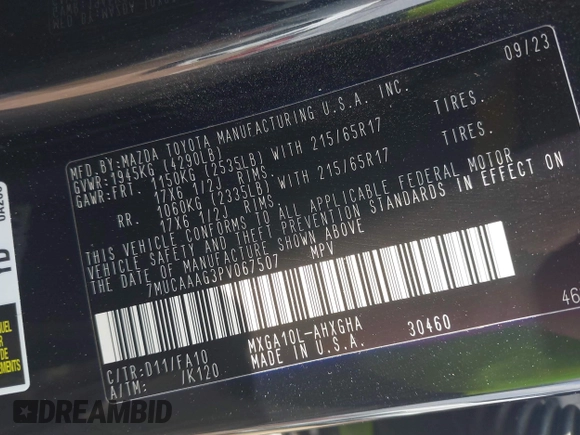 09/23
MFD.BY:MAZDA TOYOTA MANUFACTURING U.S.A. INC.
GVWR:1945KG (4290LB)
GAWR:FRT. 1150KG (2535LB) WITH 215/65R17 TIRES.
17X6 1/2J RIMS.
RR. 1060KG (2335LB) WITH 215/65R17 TIRES.
17X6 1/2J RIMS.
THIS VEHICLE CONFORMS TO ALL APPLICABLE FEDERAL MOTOR
VEHICLE SAFETY AND THEFT PREVENTION STANDARDS IN EFFECT ON
THE DATE OF MANUFACTURE SHOWN ABOVE
7MUCAAAG3PV067507 MPV
C/TR:D11/FA10 MXGA10L-AHXGHA 30460 46
A/TM: /K120 MADE IN U.S.A.
DREAMBID